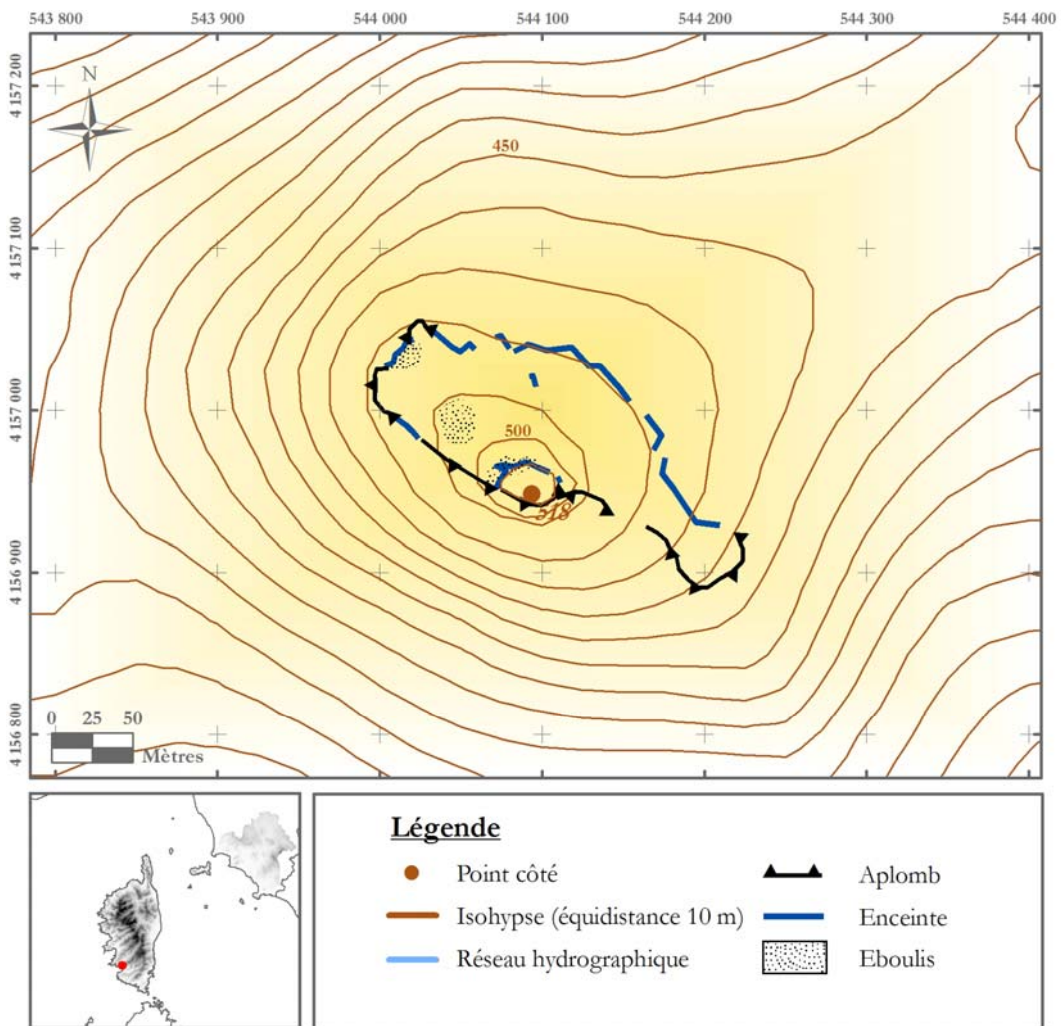 543 800 543 900 544 000 544 100 544 200 544 300 544 400
4 157 200
4 157 100
4 157 000
4 156 900
4 156 800
N
450
500
518
0 25 50
Mètres
Légende
Point côté
Isohypse (équidistance 10 m)
Réseau hydrographique
Aplomb
Enceinte
Eboulis